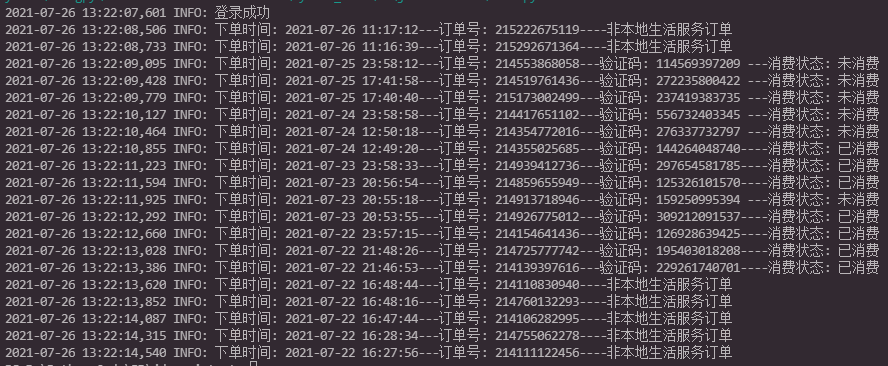 2021-07-26 13:22:07,601 INFO: 登录成功
2021-07-26 13:22:08,506 INFO: 下单时间: 2021-07-26 11:17:12---订单号: 215222675119----非本地生活服务订单
2021-07-26 13:22:08,733 INFO: 下单时间: 2021-07-26 11:16:39---订单号: 215292671364----非本地生活服务订单
2021-07-26 13:22:09,095 INFO: 下单时间: 2021-07-25 23:58:12---订单号: 214553868058---验证码: 114569397209 ---消费状态: 未消费
2021-07-26 13:22:09,428 INFO: 下单时间: 2021-07-25 17:41:58---订单号: 214519761436---验证码: 272235800422 ---消费状态: 未消费
2021-07-26 13:22:09,779 INFO: 下单时间: 2021-07-25 17:40:40---订单号: 215173002499---验证码: 237419383735 ---消费状态: 未消费
2021-07-26 13:22:10,127 INFO: 下单时间: 2021-07-24 23:58:58---订单号: 214417651102---验证码: 556732403345 ---消费状态: 未消费
2021-07-26 13:22:10,464 INFO: 下单时间: 2021-07-24 12:50:18---订单号: 214354772016---验证码: 276337732797 ---消费状态: 未消费
2021-07-26 13:22:10,855 INFO: 下单时间: 2021-07-24 12:49:20---订单号: 214355025685---验证码: 144264048740----消费状态: 已消费
2021-07-26 13:22:11,223 INFO: 下单时间: 2021-07-23 23:58:33---订单号: 214939412736---验证码: 297654581785----消费状态: 已消费
2021-07-26 13:22:11,594 INFO: 下单时间: 2021-07-23 20:56:54---订单号: 214859655949---验证码: 125326101570----消费状态: 已消费
2021-07-26 13:22:11,925 INFO: 下单时间: 2021-07-23 20:55:18---订单号: 214913718946---验证码: 159250995394 ---消费状态: 未消费
2021-07-26 13:22:12,292 INFO: 下单时间: 2021-07-23 20:53:55---订单号: 214926775012---验证码: 309212091537----消费状态: 已消费
2021-07-26 13:22:12,660 INFO: 下单时间: 2021-07-22 23:57:15---订单号: 214154641436---验证码: 126928639425----消费状态: 已消费
2021-07-26 13:22:13,028 INFO: 下单时间: 2021-07-22 21:48:26---订单号: 214725777742---验证码: 195403018208----消费状态: 已消费
2021-07-26 13:22:13,386 INFO: 下单时间: 2021-07-22 21:46:53---订单号: 214139397616---验证码: 229261740701----消费状态: 已消费
2021-07-26 13:22:13,620 INFO: 下单时间: 2021-07-22 16:48:44---订单号: 214110830940----非本地生活服务订单
2021-07-26 13:22:13,852 INFO: 下单时间: 2021-07-22 16:48:16---订单号: 214760132293----非本地生活服务订单
2021-07-26 13:22:14,087 INFO: 下单时间: 2021-07-22 16:47:44---订单号: 214106282995----非本地生活服务订单
2021-07-26 13:22:14,315 INFO: 下单时间: 2021-07-22 16:28:34---订单号: 214755062278----非本地生活服务订单
2021-07-26 13:22:14,540 INFO: 下单时间: 2021-07-22 16:27:56---订单号: 214111122456----非本地生活服务订单